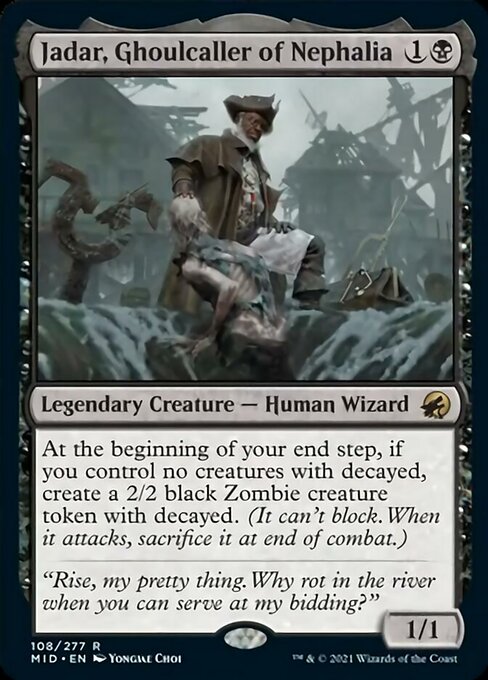 Jadar, Ghoulcaller of Nephalia 1
Legendary Creature — Human Wizard
At the beginning of your end step, if
you control no creatures with decayed,
create a 2/2 black Zombie creature
token with decayed. (It can't block. When
it attacks, sacrifice it at end of combat.)
“Rise, my pretty thing. Why rot in the river
when you can serve at my bidding?”
1/1
108/277 R
MID • EN Yongjae Choi
™ & © 2021 Wizards of the Coast